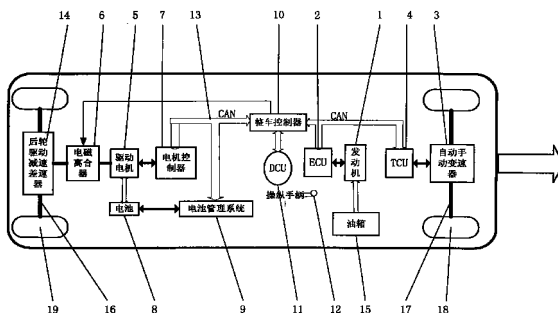 14 6 5 7 13 10 2 1 4 3
CAN
CAN
整车控制器
后轮
驱动
减速
差速
器
电磁
离合
器
驱动
电机
电机控
制器
DCU
ECU
发
动
机
TCU
自动手
动变速
器
操纵手柄
电池
电池管理系统
油箱
19 16 8 9 11 12 15 17 18